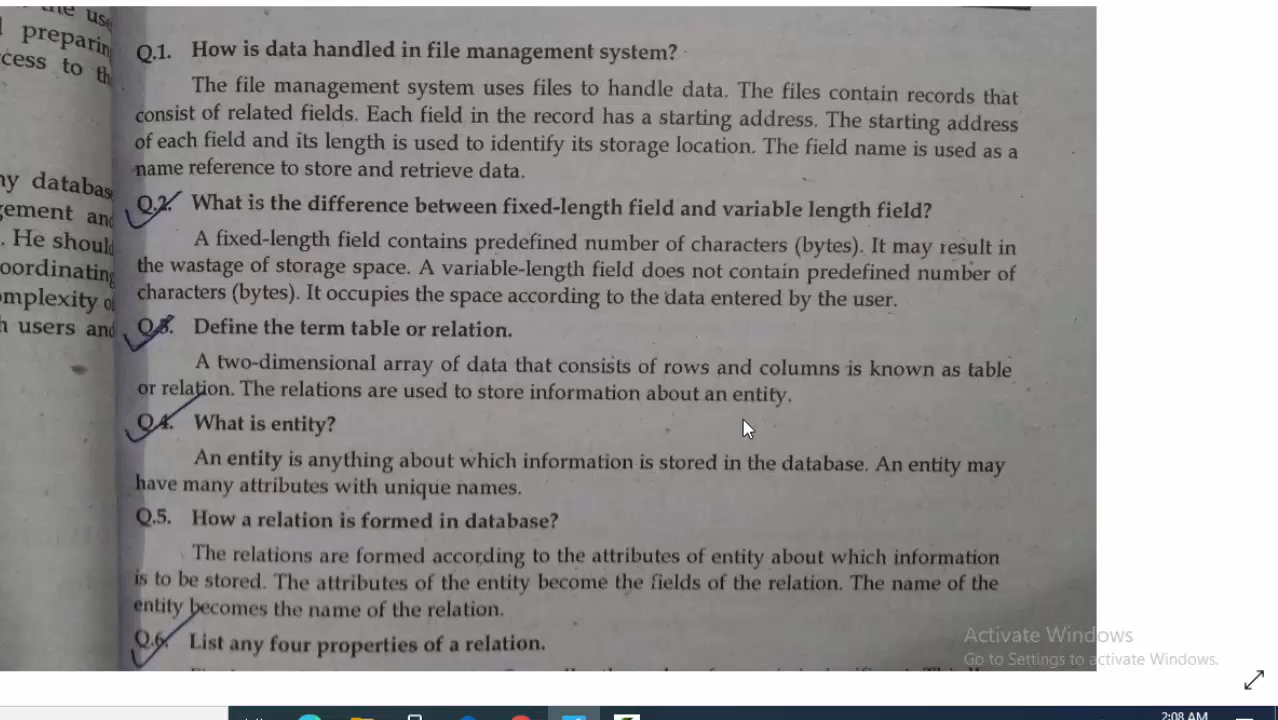 the use
preparin
cess to th
ny databas
gement and
. He should
oordinating
omplexity o
h users and
Q.1. How is data handled in file management system?
The file management system uses files to handle data. The files contain records that
consist of related fields. Each field in the record has a starting address. The starting address
of each field and its length is used to identify its storage location. The field name is used as a
name reference to store and retrieve data.
Q.2. What is the difference between fixed-length field and variable length field?
A fixed-length field contains predefined number of characters (bytes). It may result in
the wastage of storage space. A variable-length field does not contain predefined number of
characters (bytes). It occupies the space according to the data entered by the user.
Q.3. Define the term table or relation.
A two-dimensional array of data that consists of rows and columns is known as table
or relation. The relations are used to store information about an entity.
Q.4. What is entity?
An entity is anything about which information is stored in the database. An entity may
have many attributes with unique names.
Q.5. How a relation is formed in database?
The relations are formed according to the attributes of entity about which information
is to be stored. The attributes of the entity become the fields of the relation. The name of the
entity becomes the name of the relation.
Q.6. List any four properties of a relation.
Activate Windows
Go to Settings to activate Windows.
2:08 AM